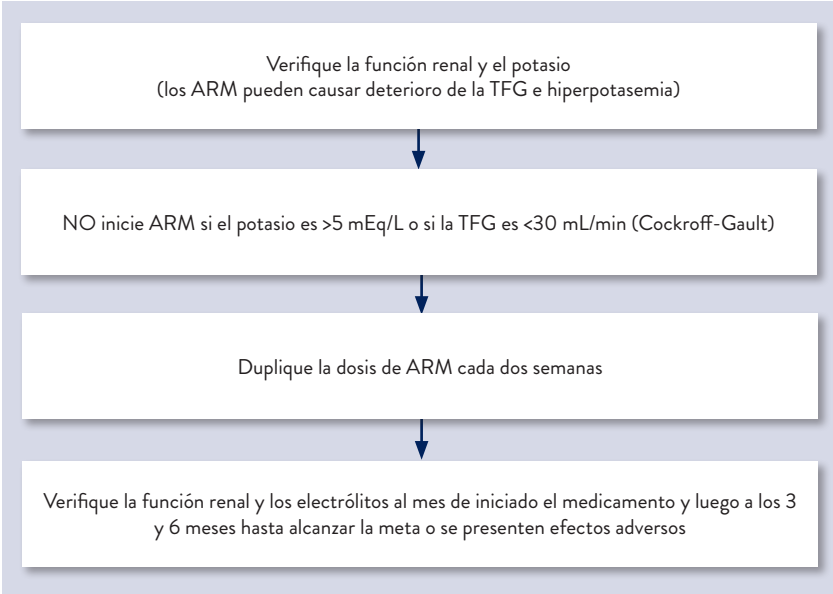 Verifique la función renal y el potasio
(los ARM pueden causar deterioro de la TFG e hiperpotasemia)
NO inicie ARM si el potasio es >5 mEq/L o si la TFG es <30 mL/min (Cockroff-Gault)
Duplique la dosis de ARM cada dos semanas
Verifique la función renal y los electrólitos al mes de iniciado el medicamento y luego a los 3
y 6 meses hasta alcanzar la meta o se presenten efectos adversos